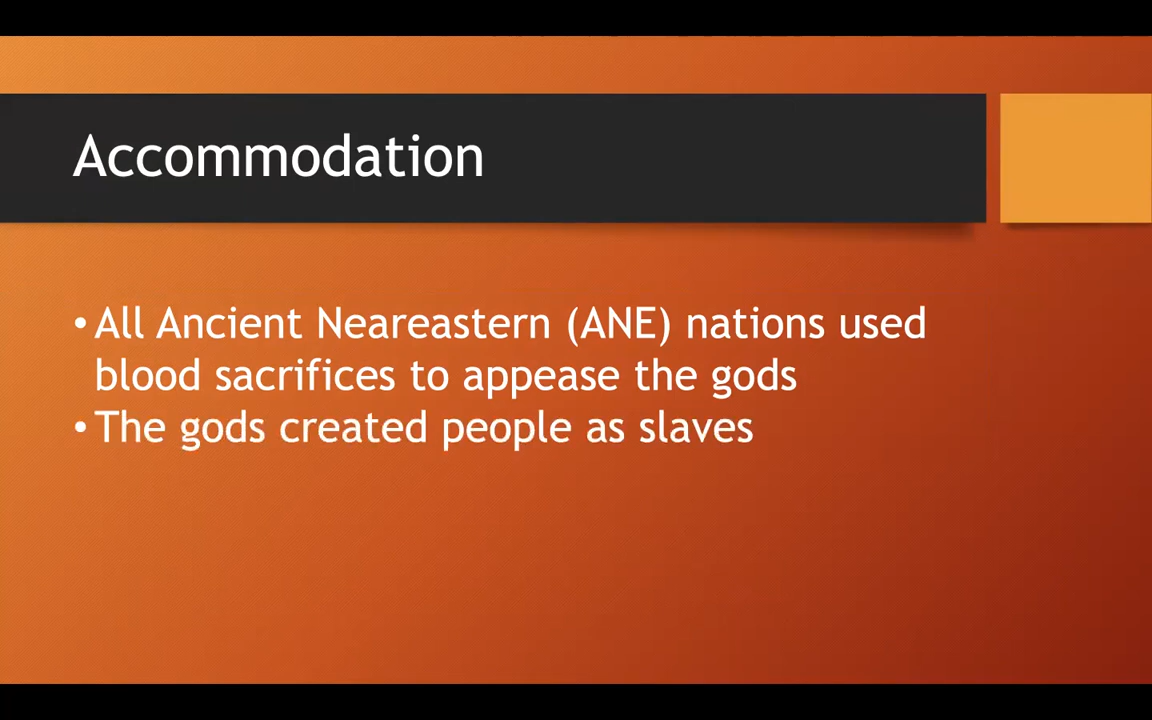 Accommodation
• All Ancient Neareastern (ANE) nations used
blood sacrifices to appease the gods
• The gods created people as slaves